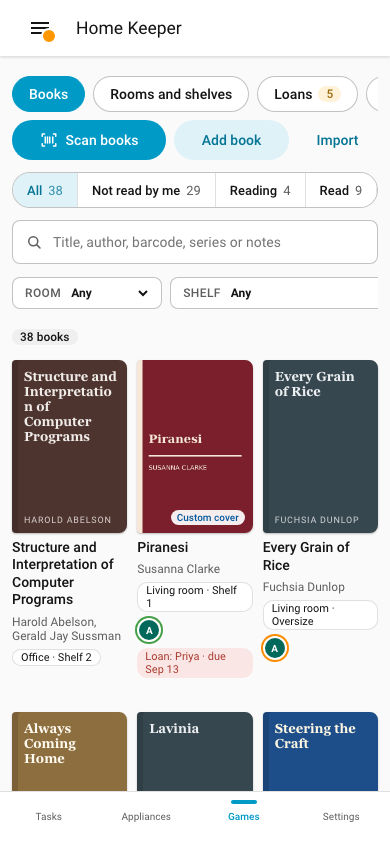 Home Keeper
Books
Rooms and shelves
Loans 5
Scan books
Add book
Import
All 38
Not read by me 29
Reading 4
Read 9
Title, author, barcode, series or notes
ROOM Any
SHELF Any
38 books
Structure and
Interpretatio
n of
Computer
Programs
HAROLD ABELSON
Piranesi
SUSANNA CLARKE
Custom cover
Every Grain
of Rice
FUCHSIA DUNLOP
Structure and
Interpretation of
Computer
Programs
Harold Abelson,
Gerald Jay Sussman
Office · Shelf 2
Piranesi
Susanna Clarke
Living room · Shelf
1
A
Loan: Priya · due
Sep 13
Every Grain of
Rice
Fuchsia Dunlop
Living room ·
Oversize
A
Always
Coming
Home
Lavinia
Steering the
Craft
Tasks
Appliances
Games
Settings